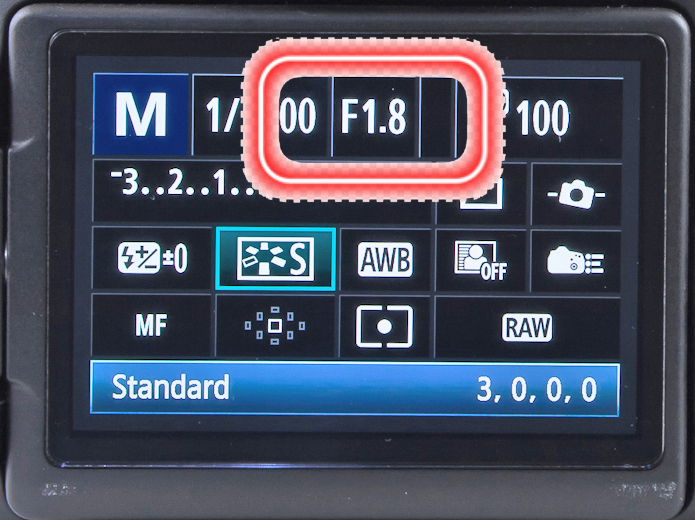 M 1/ 00 F1.8 100
-3..2..1..
±0 S AWB OFF
MF RAW
Standard 3, 0, 0, 0